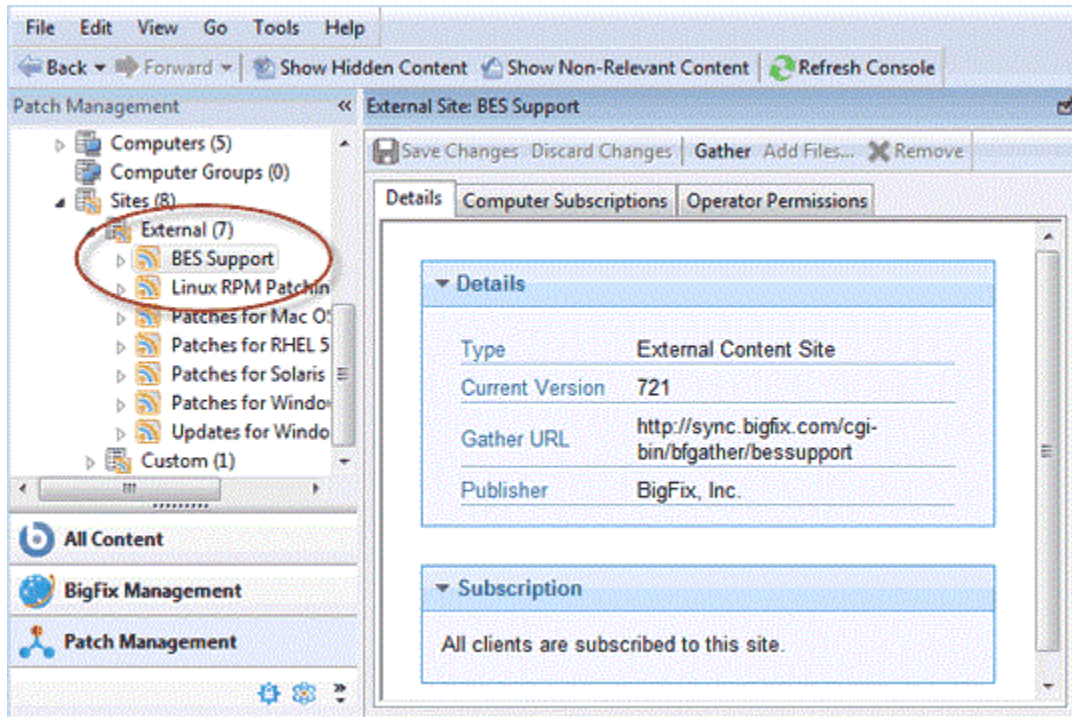 File Edit View Go Tools Help
Back Forward Show Hidden Content Show Non-Relevant Content Refresh Console
Patch Management «
Computers (5)
Computer Groups (0)
Sites (8)
External (7)
BES Support
Linux RPM Patchin
Patches for Mac OS
Patches for RHEL 5
Patches for Solaris
Patches for Windo
Updates for Windo
Custom (1)
All Content
BigFix Management
Patch Management
External Site: BES Support
Save Changes Discard Changes Gather Add Files... Remove
Details Computer Subscriptions Operator Permissions
Details
Type External Content Site
Current Version 721
Gather URL http://sync.bigfix.com/cgi-
bin/bfgather/bessupport
Publisher BigFix, Inc.
Subscription
All clients are subscribed to this site.